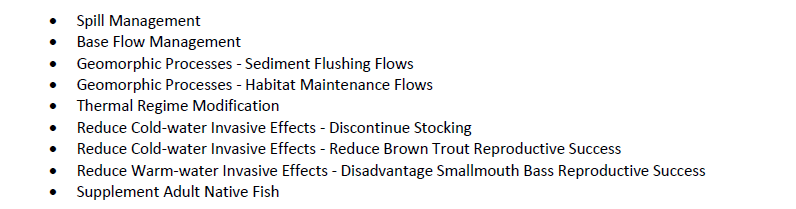 • Spill Management
• Base Flow Management
• Geomorphic Processes - Sediment Flushing Flows
• Geomorphic Processes - Habitat Maintenance Flows
• Thermal Regime Modification
• Reduce Cold-water Invasive Effects - Discontinue Stocking
• Reduce Cold-water Invasive Effects - Reduce Brown Trout Reproductive Success
• Reduce Warm-water Invasive Effects - Disadvantage Smallmouth Bass Reproductive Success
• Supplement Adult Native Fish